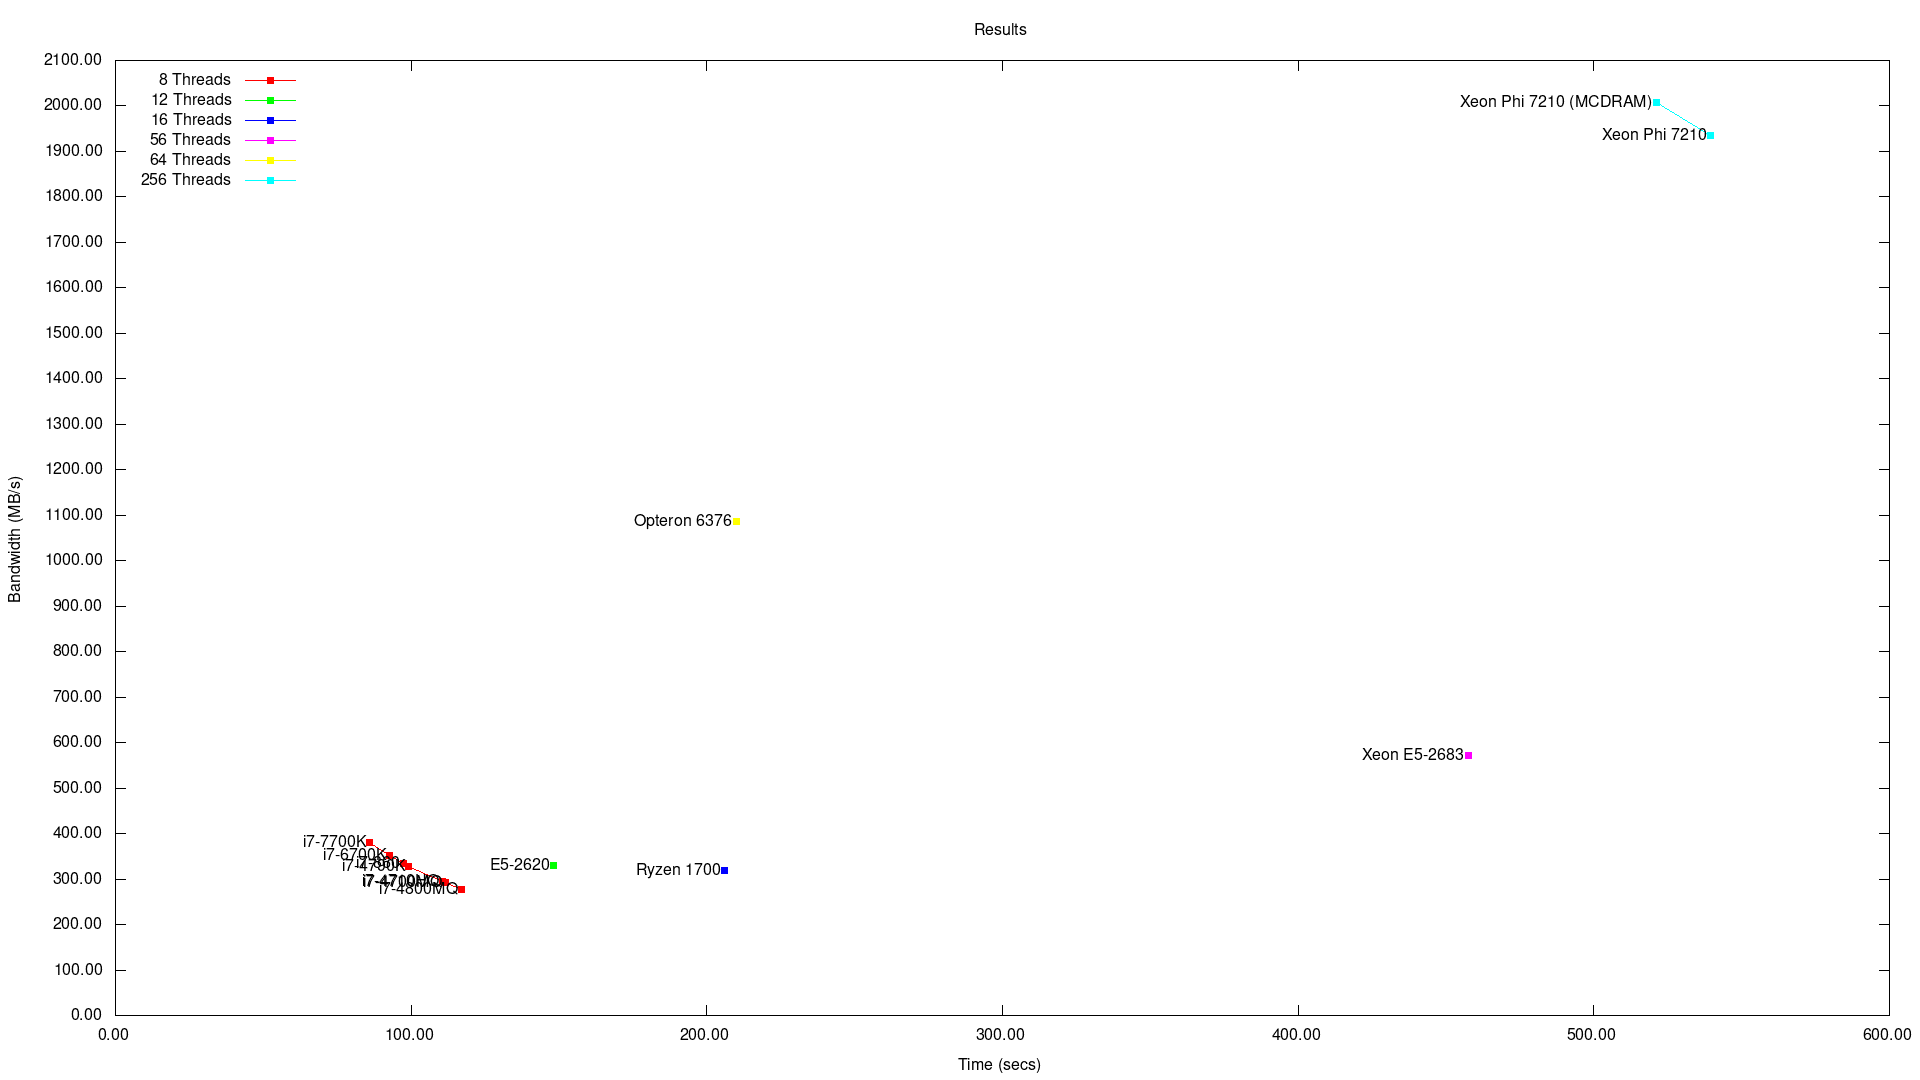 Results
2100.00
2000.00
1900.00
1800.00
1700.00
1600.00
1500.00
1400.00
1300.00
1200.00
1100.00
1000.00
900.00
800.00
700.00
600.00
500.00
400.00
300.00
200.00
100.00
0.00
Bandwidth (MB/s)
8 Threads
12 Threads
16 Threads
56 Threads
64 Threads
256 Threads
Xeon Phi 7210 (MCDRAM)
Xeon Phi 7210
Opteron 6376
Xeon E5-2683
i7-7700K
i7-6700K
i7-4790K
i7-4800MQ
E5-2620
Ryzen 1700
0.00
100.00
200.00
300.00
400.00
500.00
600.00
Time (secs)